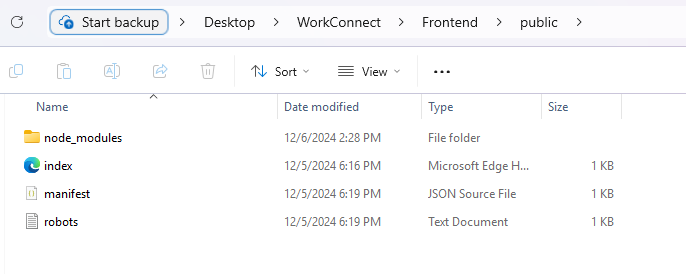 Start backup > Desktop > WorkConnect > Frontend > public >
Sort View ...
Name Date modified Type Size
node_modules 12/6/2024 2:28 PM File folder
index 12/5/2024 6:16 PM Microsoft Edge H... 1 KB
manifest 12/5/2024 6:19 PM JSON Source File 1 KB
robots 12/5/2024 6:19 PM Text Document 1 KB